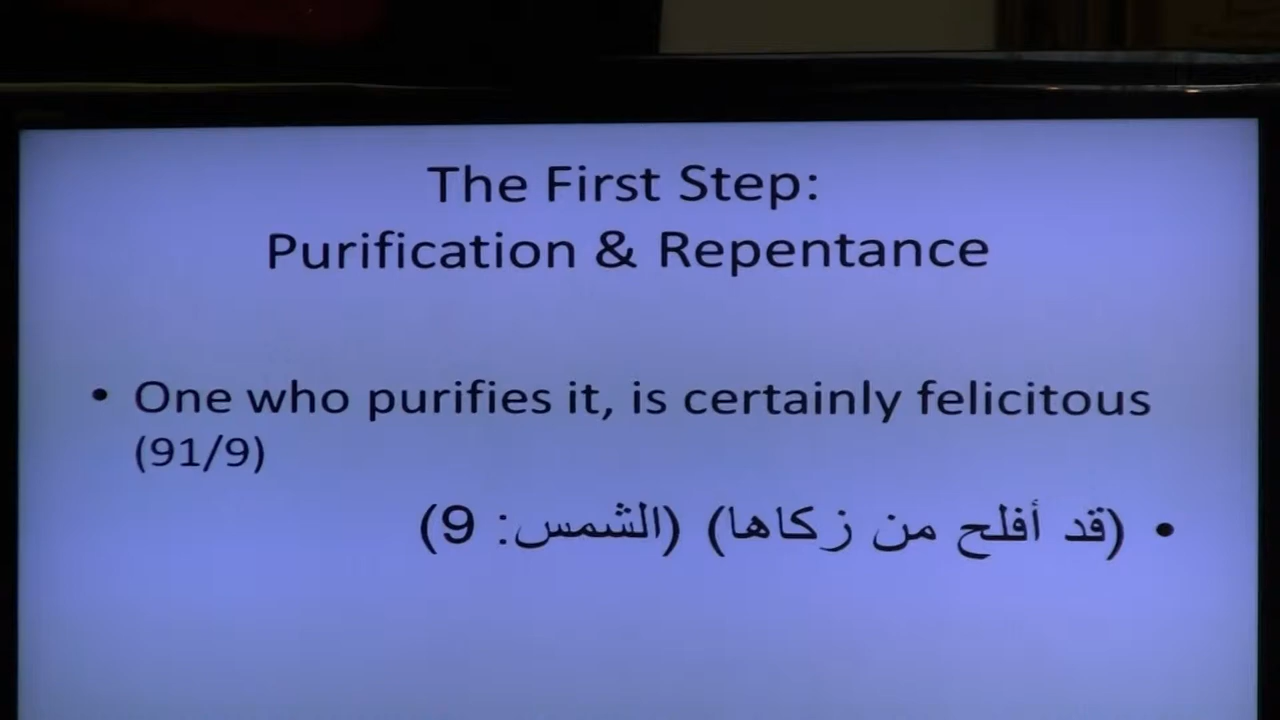 The First Step:
Purification & Repentance
• One who purifies it, is certainly felicitous
(91/9)
• (قد أفلح من زكاها) (الشمس: 9)